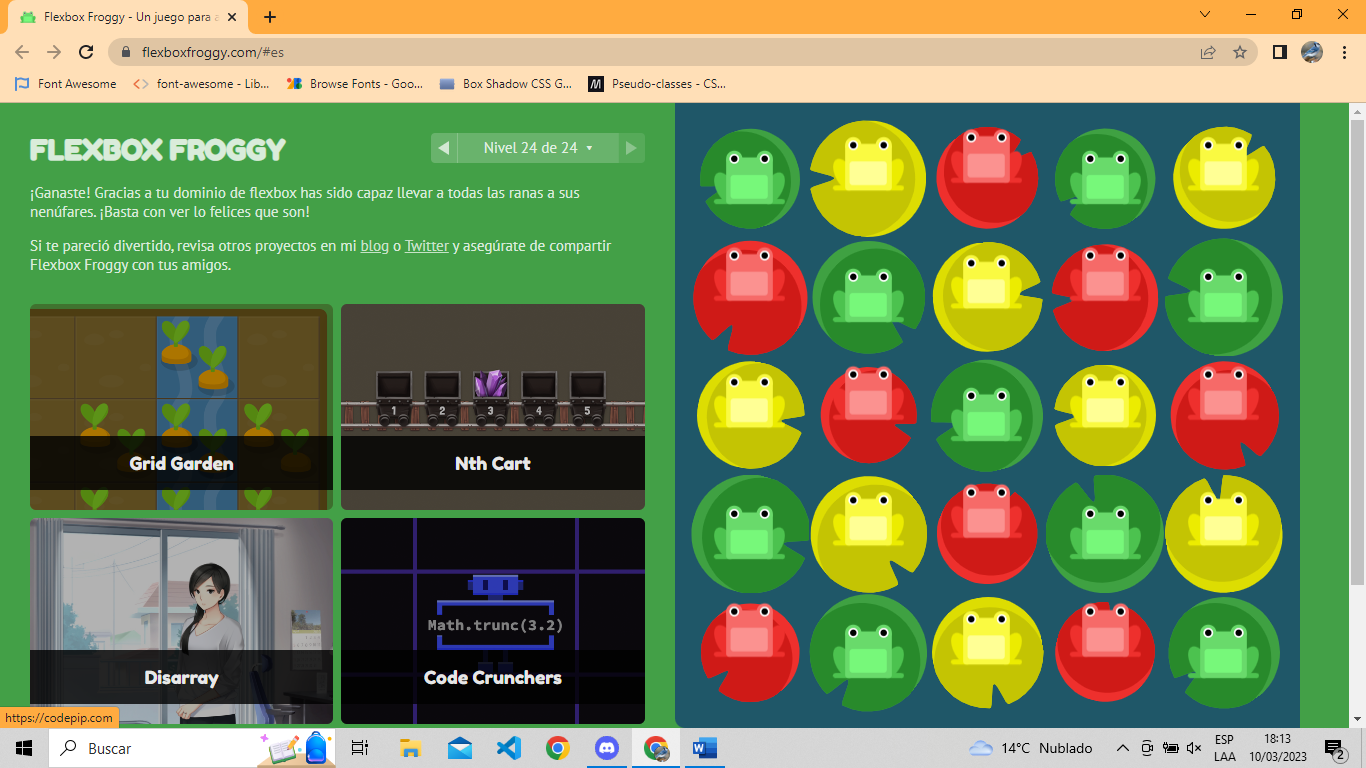 Flexbox Froggy - Un juego para a
flexboxfroggy.com/#es
Font Awesome
font-awesome - Lib...
Browse Fonts - Goo...
Box Shadow CSS G...
M
Pseudo-classes - CS...
FLEXBOX FROGGY
Nivel 24 de 24
¡Ganaste! Gracias a tu dominio de flexbox has sido capaz llevar a todas las ranas a sus
nenúfares. ¡Basta con ver lo felices que son!
Si te pareció divertido, revisa otros proyectos en mi blog o Twitter y asegúrate de compartir
Flexbox Froggy con tus amigos.
1 2 3 4 5
Grid Garden
Nth Cart
Math.trunc(3.2)
Disarray
Code Crunchers
https://codepip.com
Buscar
14°C Nublado
ESP
LAA
18:13
10/03/2023
2